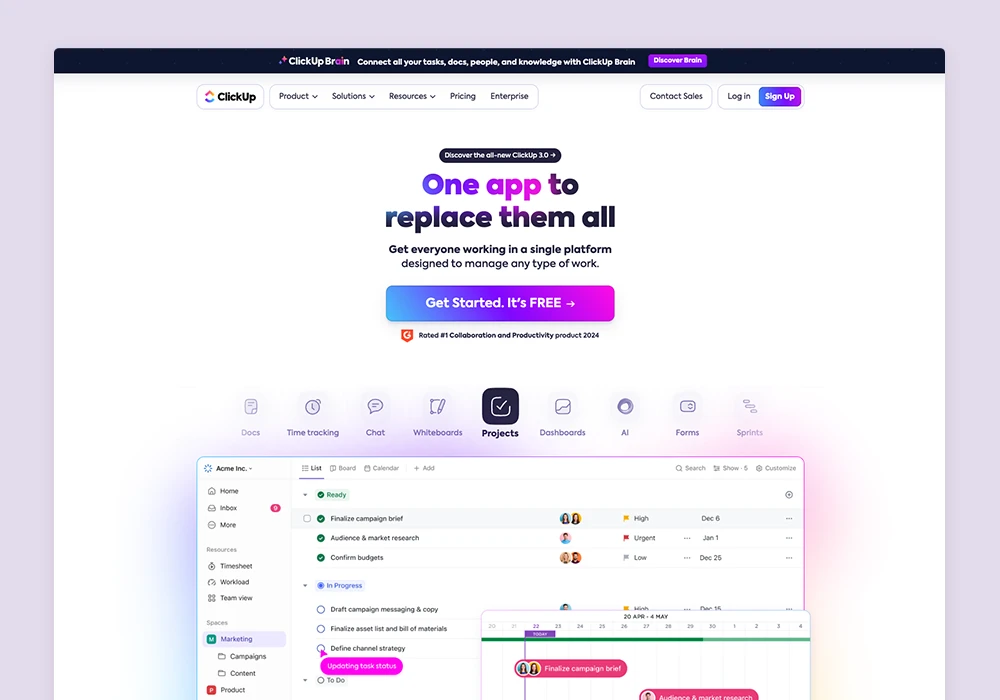 ClickUp Brain Connect all your tasks, docs, people, and knowledge with ClickUp Brain Discover Brain
ClickUp Product Solutions Resources Pricing Enterprise Contact Sales Log in Sign Up
Discover the all-new ClickUp 3.0 →
One app to
replace them all
Get everyone working in a single platform
designed to manage any type of work.
Get Started. It's FREE →
G Rated #1 Collaboration and Productivity product 2024
Docs Time tracking Chat Whiteboards Projects Dashboards AI Forms Sprints
Acme Inc. List Board Calendar + Add Search Show · 5 Customize
Home
Inbox
More
Resources
Timesheet
Workload
Team view
Spaces
M Marketing
Campaigns
Content
P Product
Ready
Finalize campaign brief High Dec 6
Audience & market research Urgent Jan 1
Confirm budgets Low Dec 25
In Progress
Draft campaign messaging & copy High Dec 15
Finalize asset list and bill of materials
Define channel strategy
Updating task status
To Do
20 APR - 4 MAY
20 21 22 23 24 25 26 27 28 29 30 1 2 3 4
TODAY
Finalize campaign brief
Audience & market research